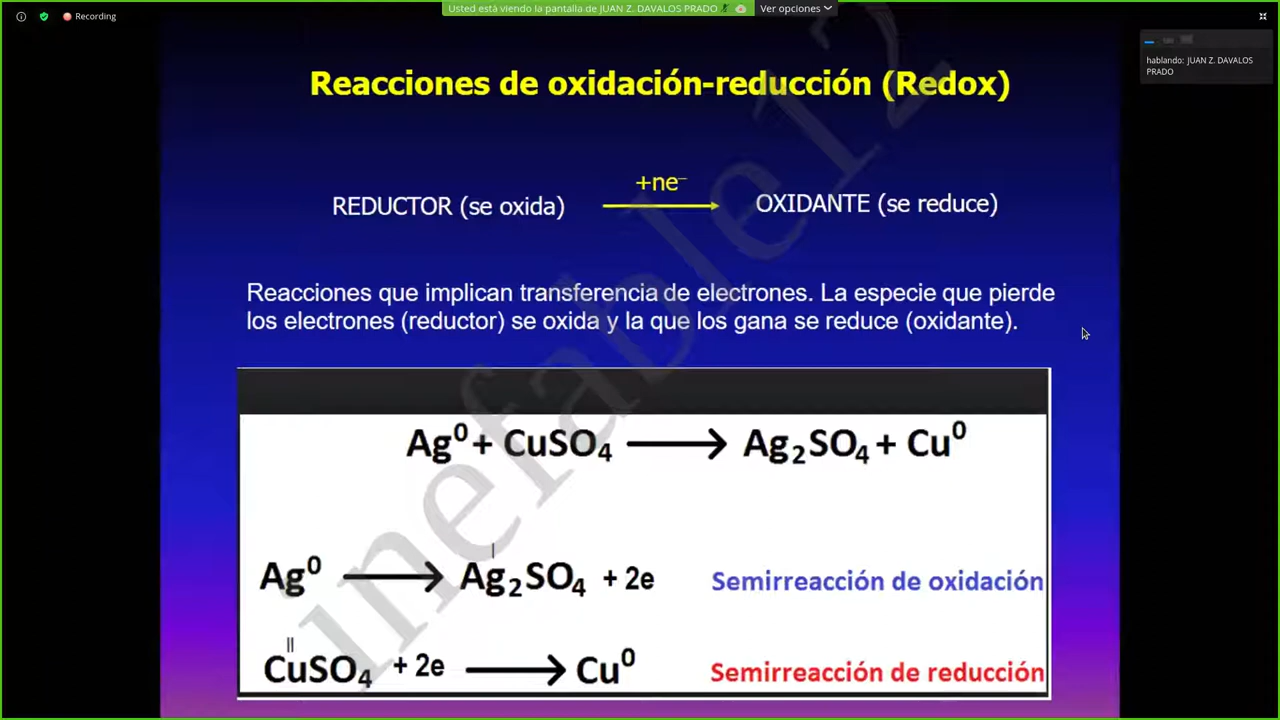 Recording
Usted está viendo la pantalla de JUAN Z. DAVALOS PRADO
Ver opciones
hablando: JUAN Z. DAVALOS
PRADO
Reacciones de oxidación-reducción (Redox)
+ne⁻
REDUCTOR (se oxida)
OXIDANTE (se reduce)
Reacciones que implican transferencia de electrones. La especie que pierde
los electrones (reductor) se oxida y la que los gana se reduce (oxidante).
Ag⁰ + CuSO₄ ⟶ Ag₂SO₄ + Cu⁰
I
Ag⁰ ⟶ Ag₂SO₄ + 2e
Semirreacción de oxidación
II
CuSO₄ + 2e ⟶ Cu⁰
Semirreacción de reducción
inefable12